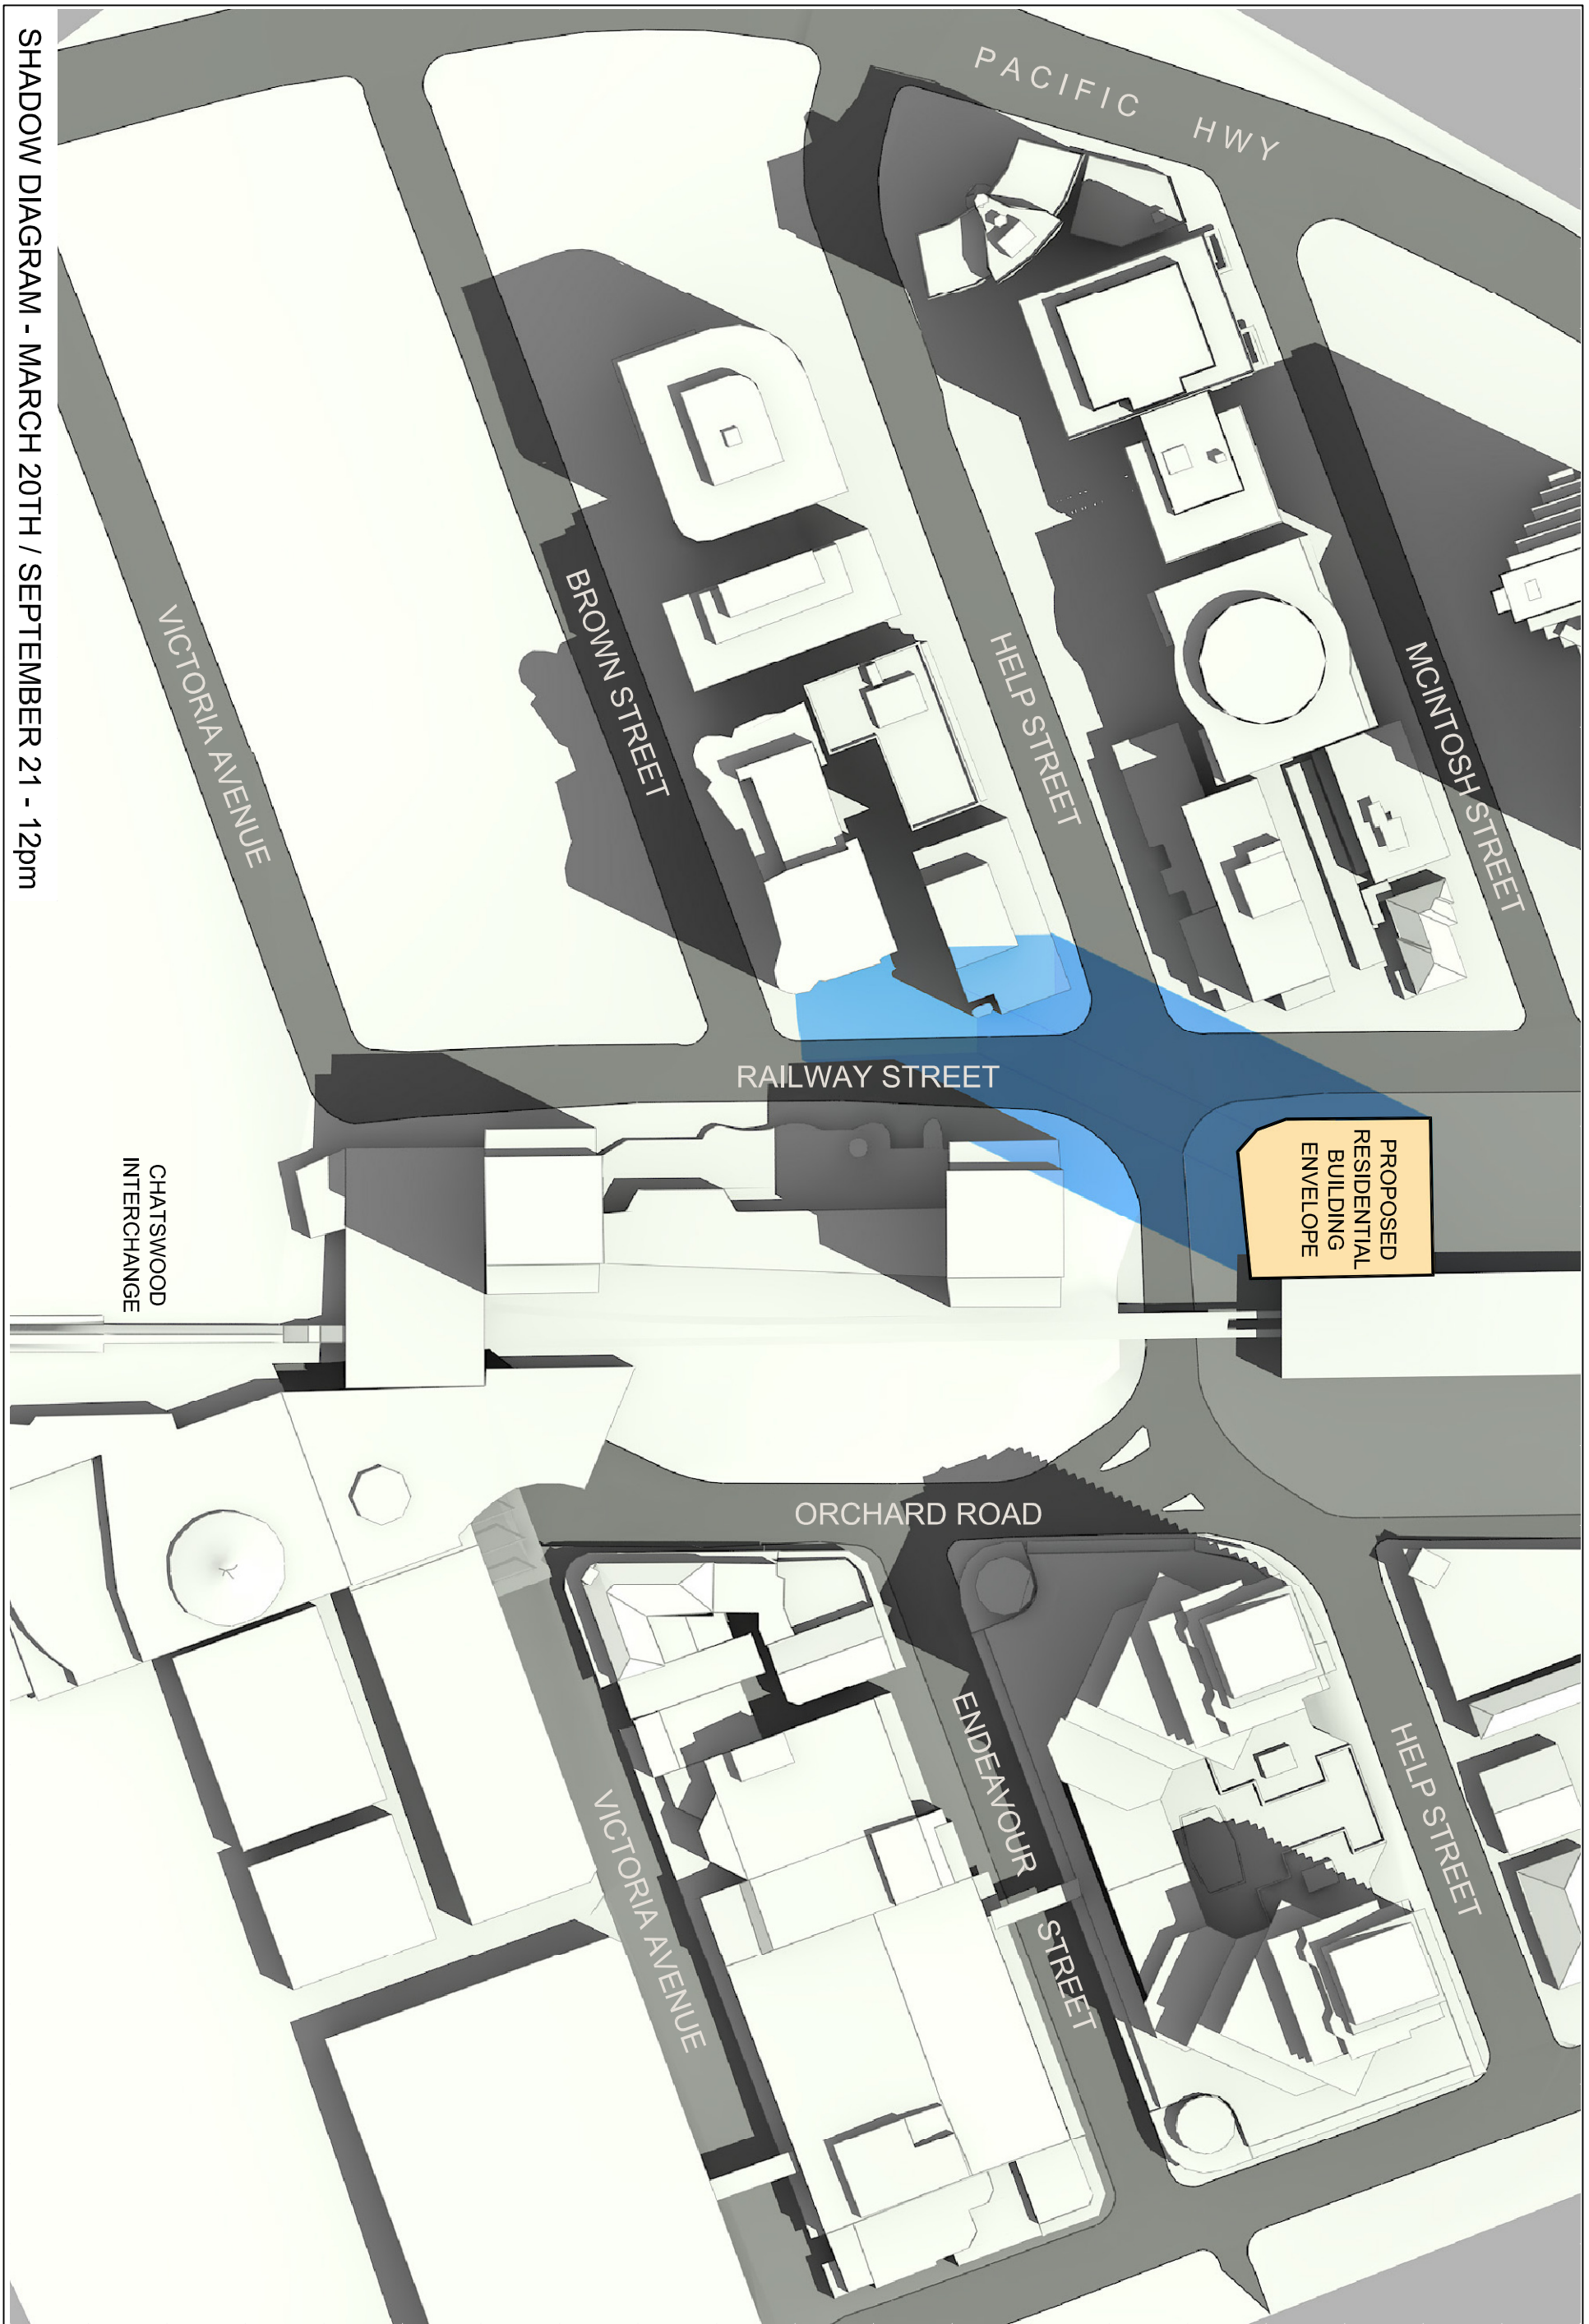 PACIFIC HWY
MCINTOSH STREET
HELP STREET
BROWN STREET
VICTORIA AVENUE
RAILWAY STREET
PROPOSED
RESIDENTIAL
BUILDING
ENVELOPE
CHATSWOOD
INTERCHANGE
ORCHARD ROAD
ENDEAVOUR STREET
HELP STREET
VICTORIA AVENUE
SHADOW DIAGRAM - MARCH 20TH / SEPTEMBER 21 - 12pm